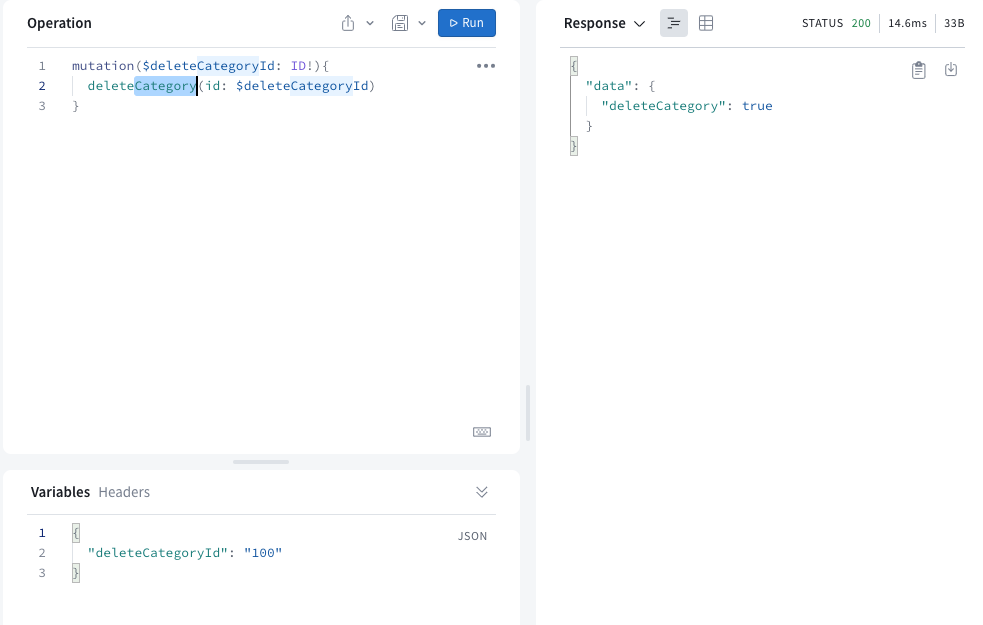 Operation
Run
1 mutation($deleteCategoryId: ID!){
2 deleteCategory(id: $deleteCategoryId)
3 }
Variables Headers
JSON
1 {
2 "deleteCategoryId": "100"
3 }
Response
STATUS 200 14.6ms 33B
{
"data": {
"deleteCategory": true
}
}